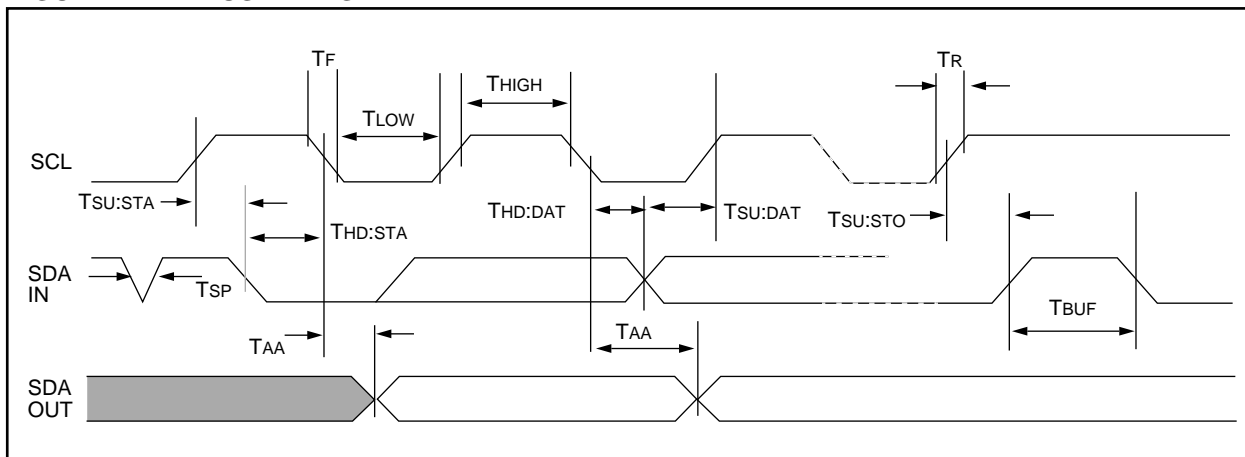 TF
TR
THIGH
TLOW
SCL
TSU:STA
THD:DAT
TSU:DAT
TSU:STO
THD:STA
SDA
IN
TSP
TBUF
TAA
TAA
SDA
OUT